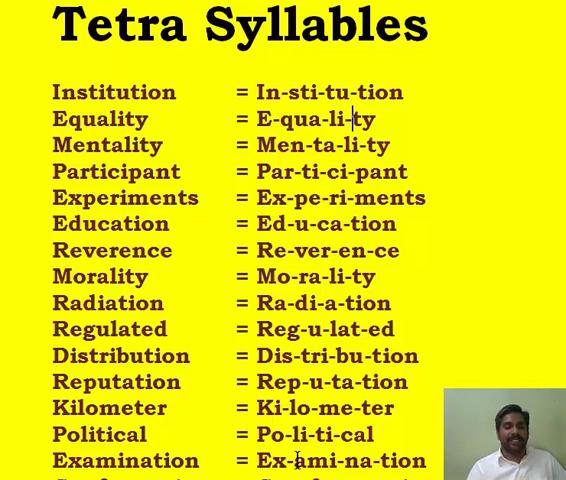 Tetra Syllables
Institution = In-sti-tu-tion
Equality = E-qua-li-ty
Mentality = Men-ta-li-ty
Participant = Par-ti-ci-pant
Experiments = Ex-pe-ri-ments
Education = Ed-u-ca-tion
Reverence = Re-ver-en-ce
Morality = Mo-ra-li-ty
Radiation = Ra-di-a-tion
Regulated = Reg-u-lat-ed
Distribution = Dis-tri-bu-tion
Reputation = Rep-u-ta-tion
Kilometer = Ki-lo-me-ter
Political = Po-li-ti-cal
Examination = Ex-ami-na-tion